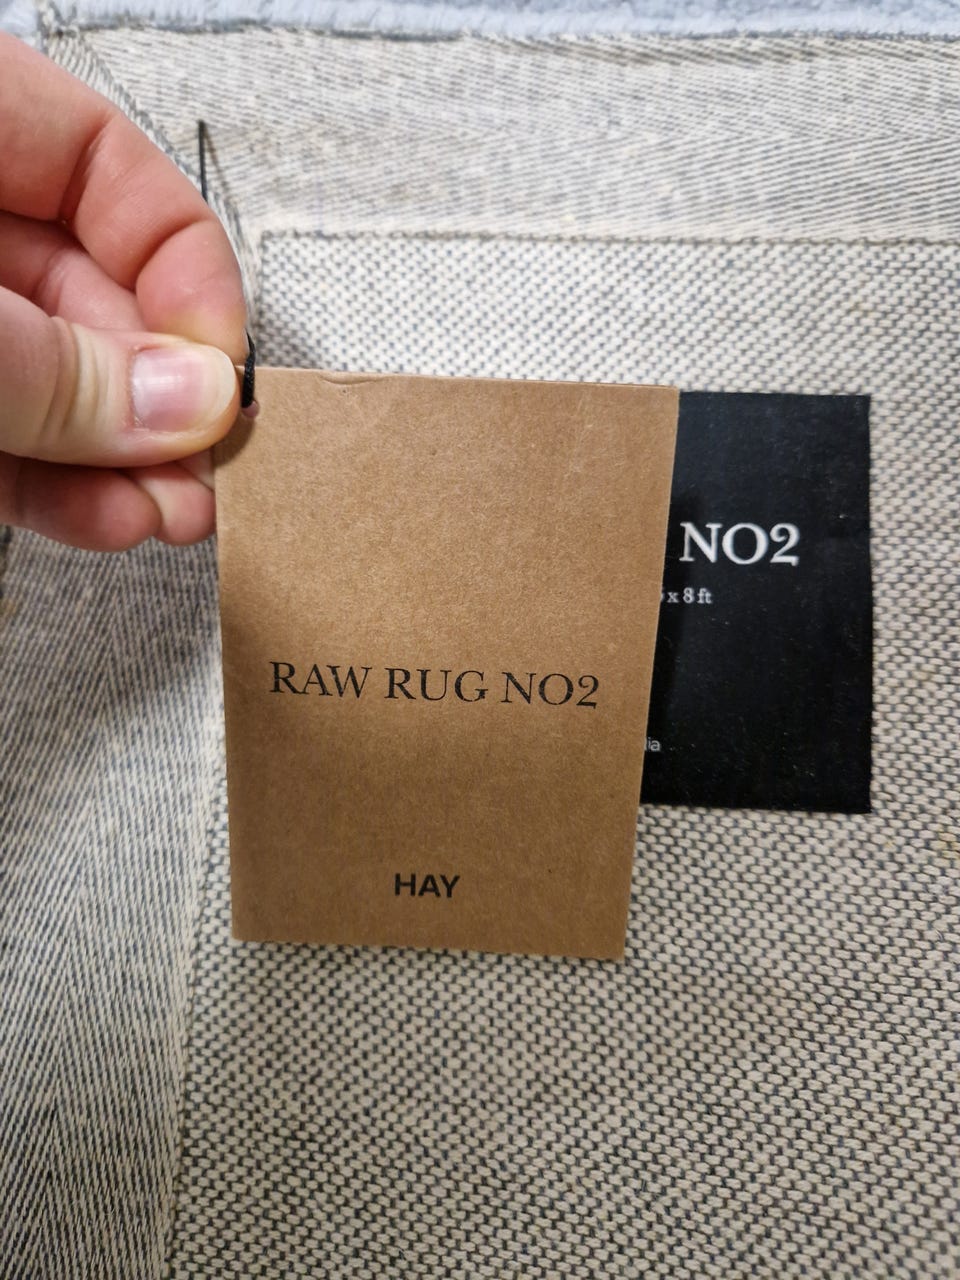 RAW RUG NO2
HAY
NO2
x 8 ft